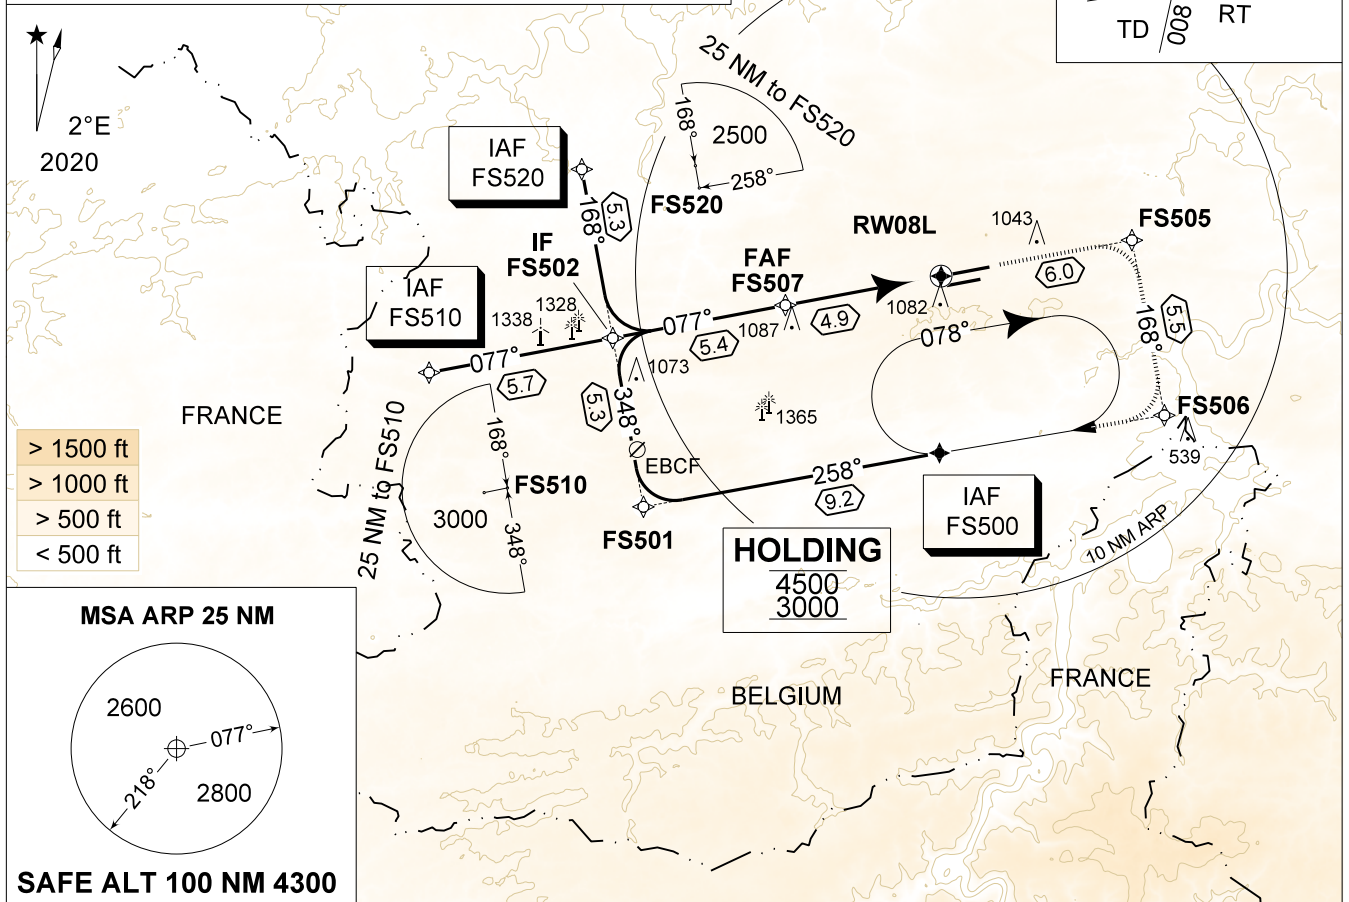 TD
008
RT
2°E
2020
IAF
FS520
25 NM to FS520
168°
2500
258°
FS520
168°
5.3
IF
FS502
IAF
FS510
1338
1328
077°
5.7
077°
5.4
FAF
FS507
1087
4.9
RW08L
1082
1043
6.0
FS505
168°
5.5
078°
FS506
539
1073
5.3
348°
EBCF
1365
FS501
258°
9.2
IAF
FS500
10 NM ARP
HOLDING
4500
3000
FRANCE
25 NM to FS510
168°
FS510
3000
348°
> 1500 ft
> 1000 ft
> 500 ft
< 500 ft
BELGIUM
FRANCE
MSA ARP 25 NM
2600
077°
218°
2800
SAFE ALT 100 NM 4300